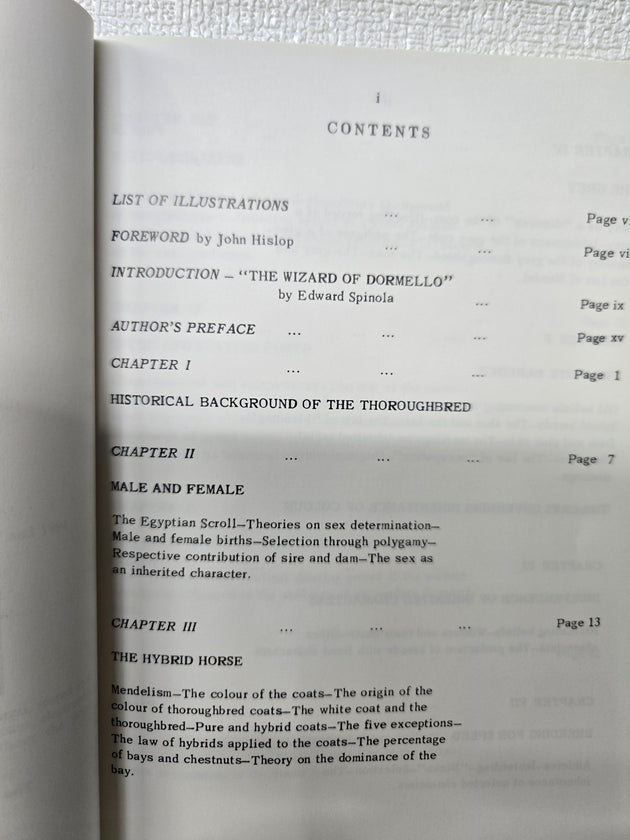 i
CONTENTS
LIST OF ILLUSTRATIONS ... ... Page v
FOREWORD by John Hislop ... ... Page vi
INTRODUCTION – “THE WIZARD OF DORMELLO”
by Edward Spinola ... Page ix
AUTHOR'S PREFACE ... ... ... Page xv
CHAPTER I ... ... ... Page 1
HISTORICAL BACKGROUND OF THE THOROUGHBRED
CHAPTER II ... ... ... Page 7
MALE AND FEMALE
The Egyptian Scroll—Theories on sex determination—
Male and female births—Selection through polygamy—
Respective contribution of sire and dam—The sex as
an inherited character.
CHAPTER III ... ... ... Page 13
THE HYBRID HORSE
Mendelism—The colour of the coats—The origin of the
colour of thoroughbred coats—The white coat and the
thoroughbred—Pure and hybrid coats—The five exceptions—
The law of hybrids applied to the coats—The percentage
of bays and chestnuts—Theory on the dominance of the
bay.